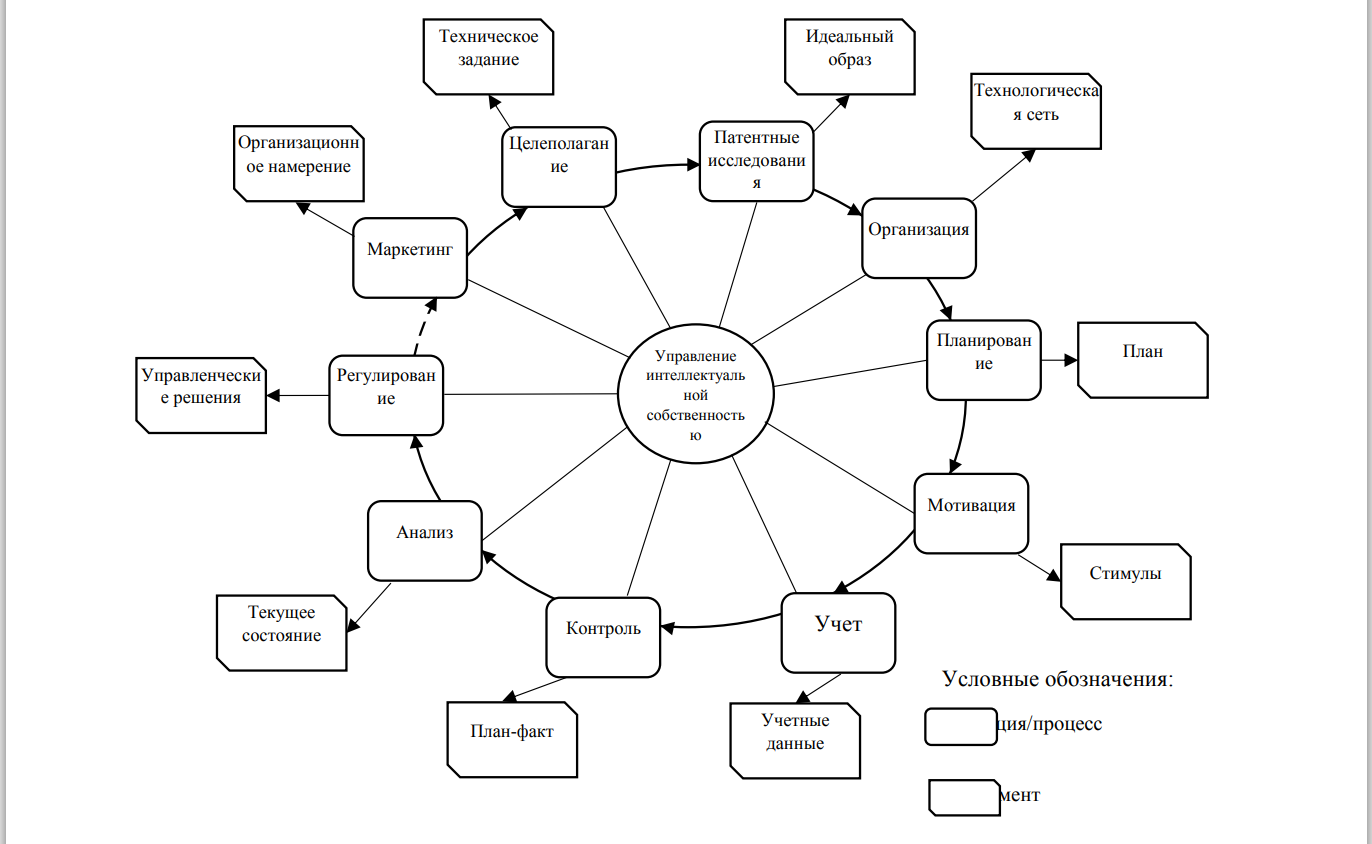 Техническое
задание
Идеальный
образ
Технологическа
я сеть
Организационн
ое намерение
Целеполаган
ие
Патентные
исследовани
я
Организация
Маркетинг
Планирован
ие
План
Управление
интеллектуаль
ной
собственность
ю
Управленчески
е решения
Регулирован
ие
Мотивация
Анализ
Стимулы
Текущее
состояние
Контроль
Учет
План-факт
Учетные
данные
Условные обозначения:
ция/процесс
мент